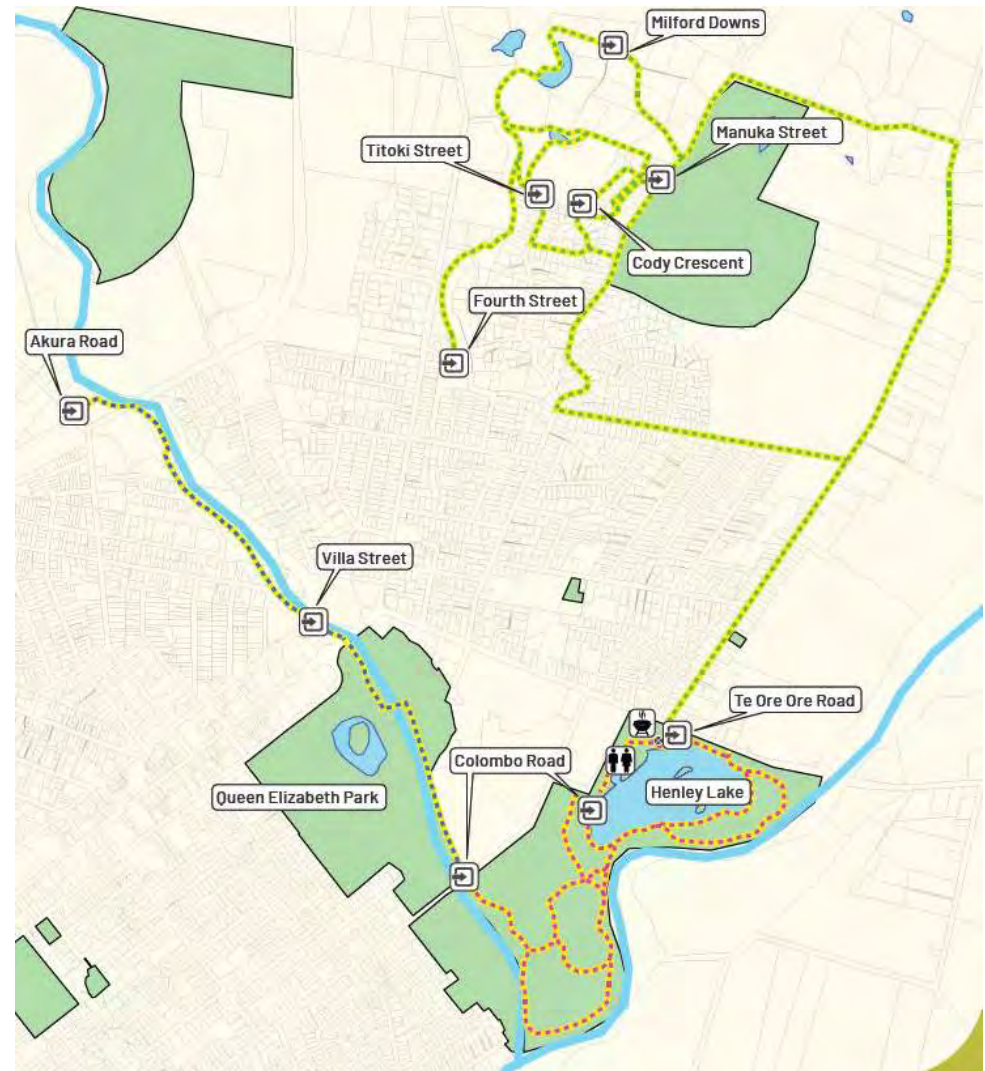 Milford Downs
Manuka Street
Titoki Street
Cody Crescent
Fourth Street
Akura Road
Villa Street
Te Ore Ore Road
Colombo Road
Henley Lake
Queen Elizabeth Park